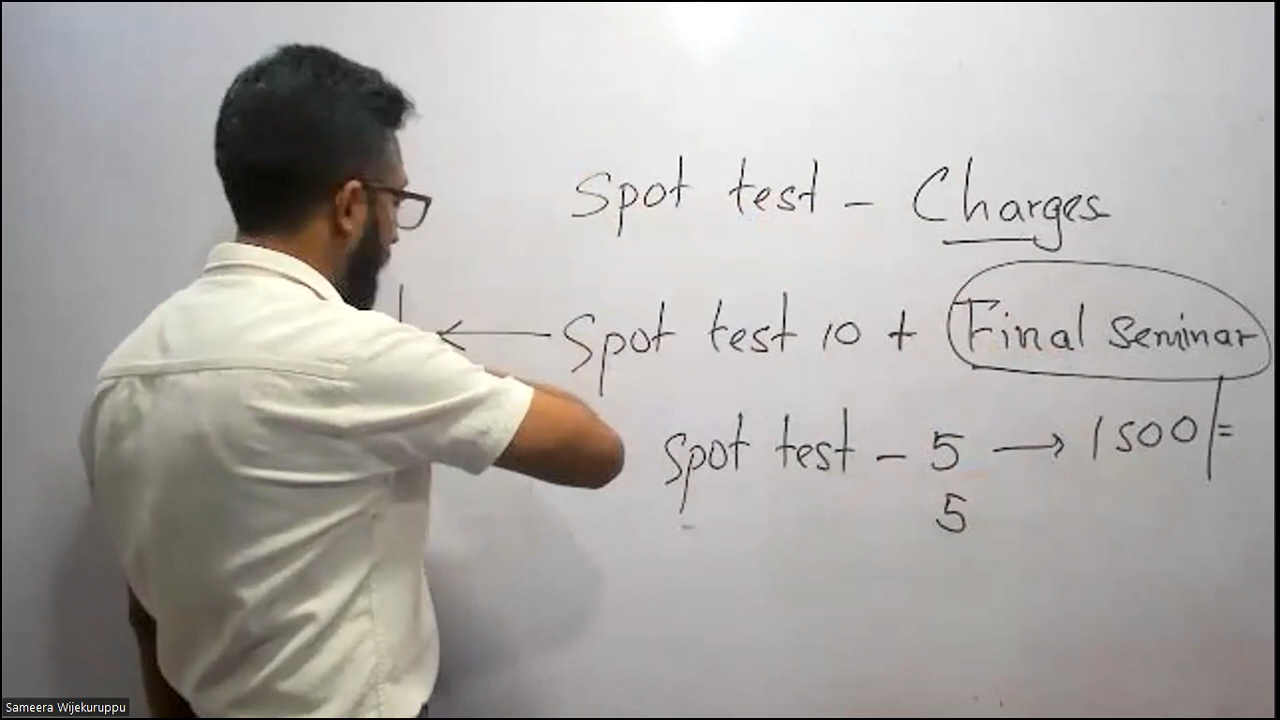 Spot test - Charges
← Spot test 10 + Final seminar
Spot test - 5 → 1500/=
5
Sameera Wijekuruppu